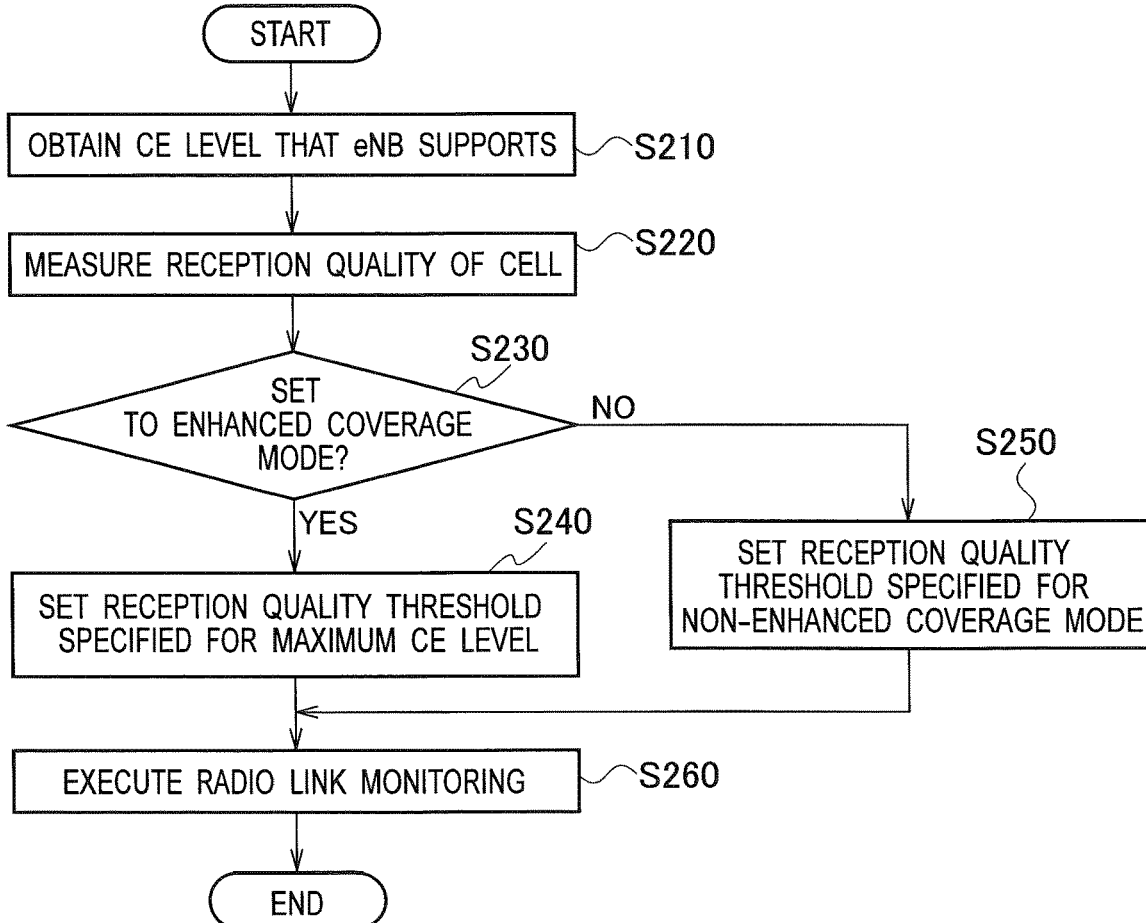 START
OBTAIN CE LEVEL THAT eNB SUPPORTS
S210
MEASURE RECEPTION QUALITY OF CELL
S220
S230
SET
TO ENHANCED COVERAGE
MODE?
NO
YES
S240
SET RECEPTION QUALITY THRESHOLD
SPECIFIED FOR MAXIMUM CE LEVEL
S250
SET RECEPTION QUALITY
THRESHOLD SPECIFIED FOR
NON-ENHANCED COVERAGE MODE
EXECUTE RADIO LINK MONITORING
S260
END